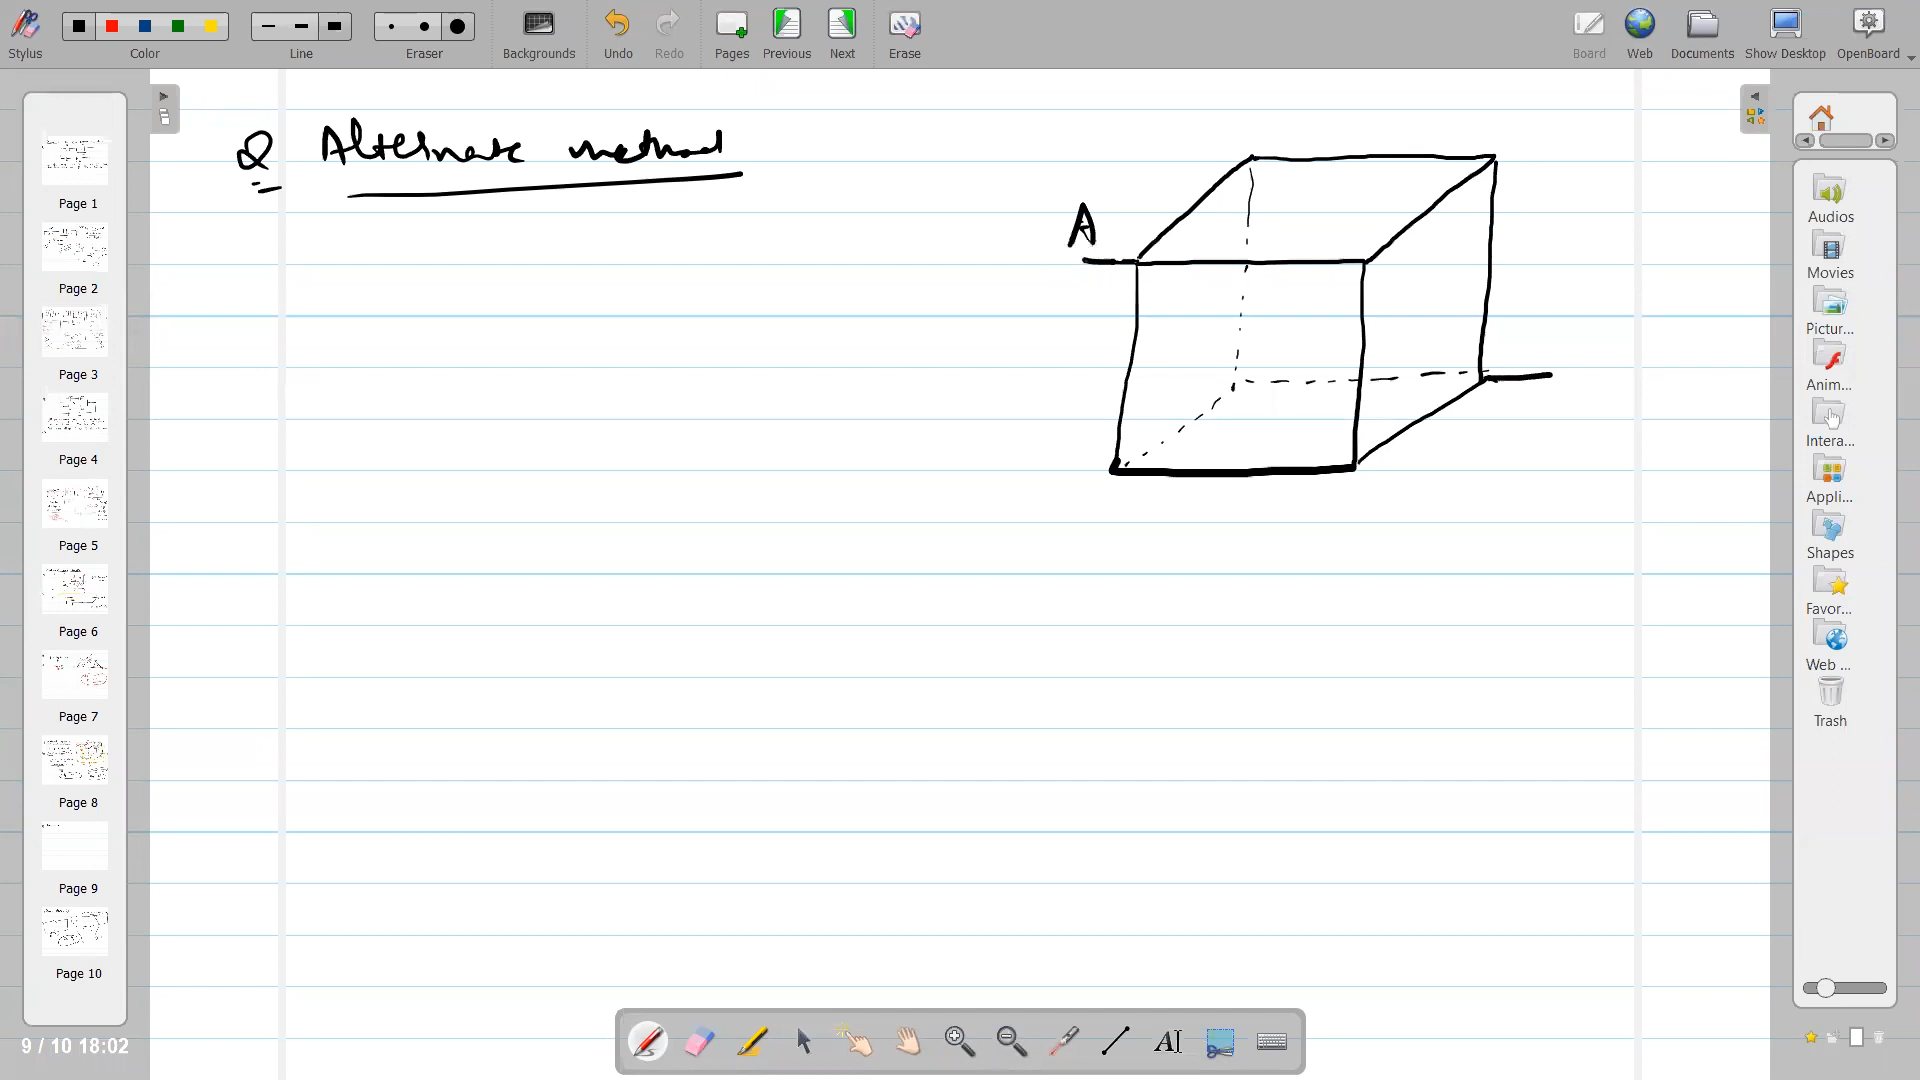 Stylus
Color
Line
Eraser
Backgrounds
Undo
Redo
Pages
Previous
Next
Erase
Board
Web
Documents
Show Desktop
OpenBoard
Q Alternate method
A
Page 1
Page 2
Page 3
Page 4
Page 5
Page 6
Page 7
Page 8
Page 9
Page 10
9 / 10 18:02
Audios
Movies
Pictur...
Anim...
Intera...
Appli...
Shapes
Favor...
Web ...
Trash